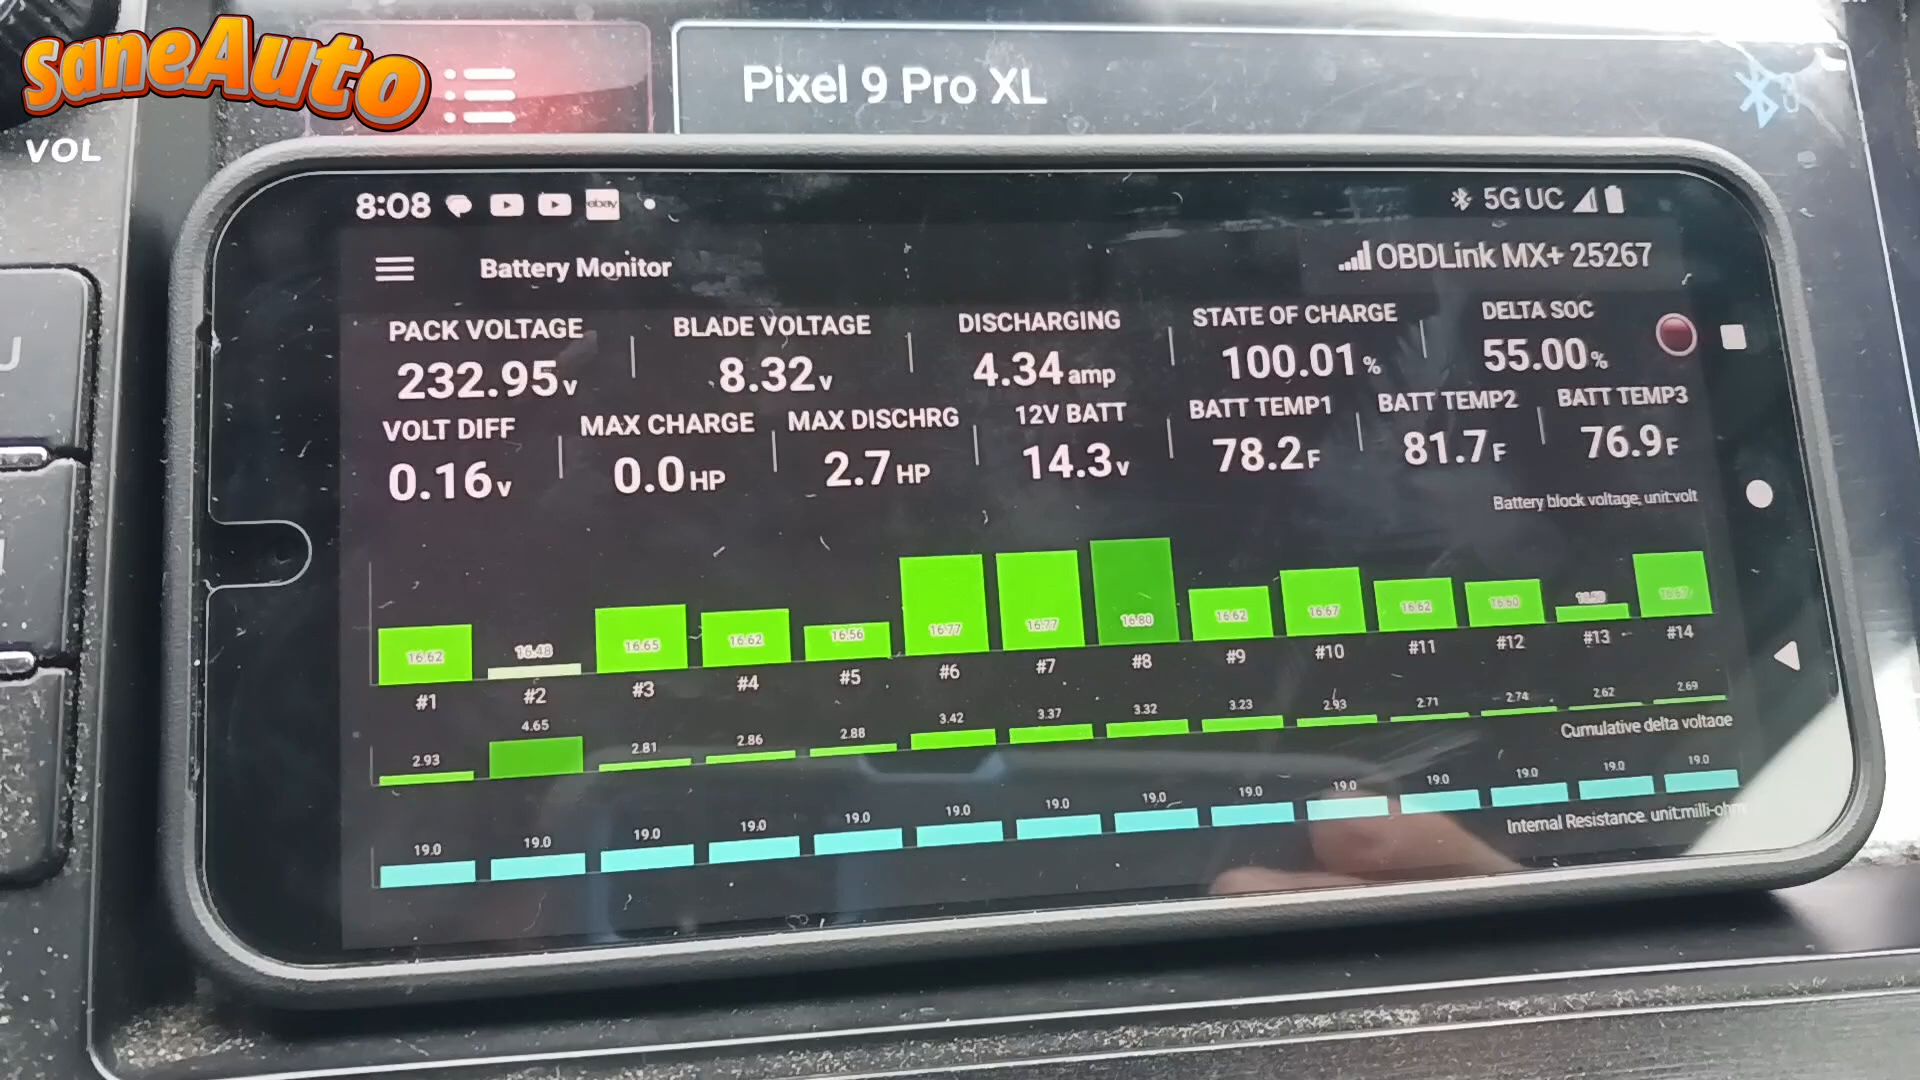 SaneAuto
Pixel 9 Pro XL
VOL
8:08
ebay
5G UC
Battery Monitor
OBDLink MX+ 25267
PACK VOLTAGE BLADE VOLTAGE DISCHARGING STATE OF CHARGE DELTA SOC
232.95v 8.32v 4.34amp 100.01% 55.00%
VOLT DIFF MAX CHARGE MAX DISCHRG 12V BATT BATT TEMP1 BATT TEMP2 BATT TEMP3
0.16v 0.0HP 2.7HP 14.3v 78.2F 81.7F 76.9F
Battery block voltage, unit:volt
16.62 16.48 16.65 16.62 16.56 16.77 16.77 16.80 16.62 16.67 16.62 16.60 16.67
#1 #2 #3 #4 #5 #6 #7 #8 #9 #10 #11 #12 #13 #14
2.93 4.65 2.81 2.86 2.88 3.42 3.37 3.32 3.23 2.93 2.71 2.74 2.62 2.69
Cumulative delta voltage
19.0 19.0 19.0 19.0 19.0 19.0 19.0 19.0 19.0 19.0 19.0 19.0 19.0 19.0
Internal Resistance. unit:milli-ohm